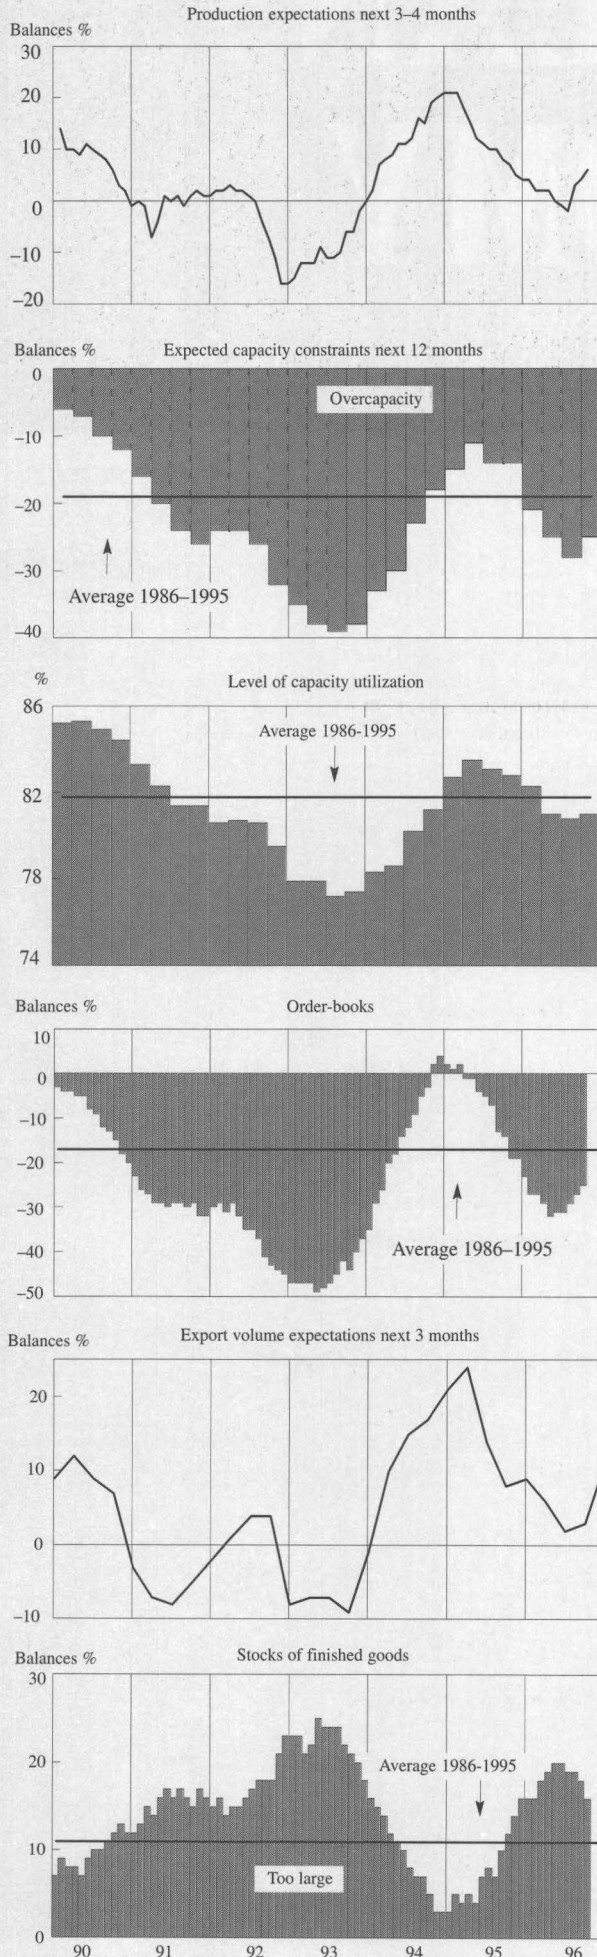 Production expectations next 3–4 months
Balances %
30
20
10
0
–10
–20
Balances % Expected capacity constraints next 12 months
0
Overcapacity
–10
–20
–30
Average 1986–1995
–40
% Level of capacity utilization
86
Average 1986-1995
82
78
74
Balances % Order-books
10
0
–10
–20
–30
Average 1986–1995
–40
–50
Balances % Export volume expectations next 3 months
20
10
0
–10
Balances % Stocks of finished goods
30
Average 1986-1995
20
10
Too large
0
90 91 92 93 94 95 96